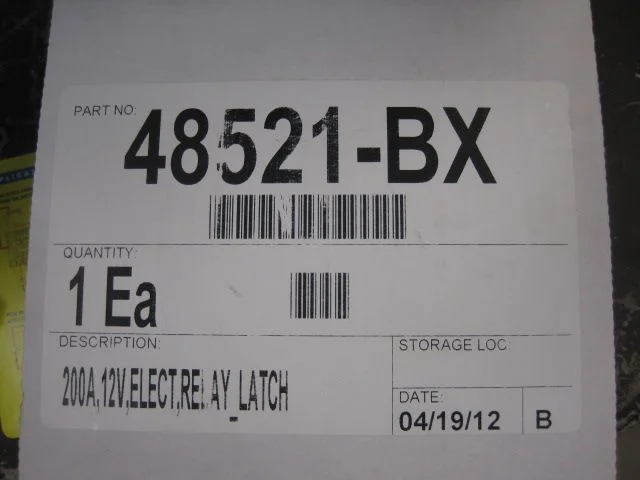 PART NO:
48521-BX
QUANTITY:
1 Ea
DESCRIPTION:
200A,12V,ELECT,RELAY_LATCH
STORAGE LOC:
DATE:
04/19/12 B